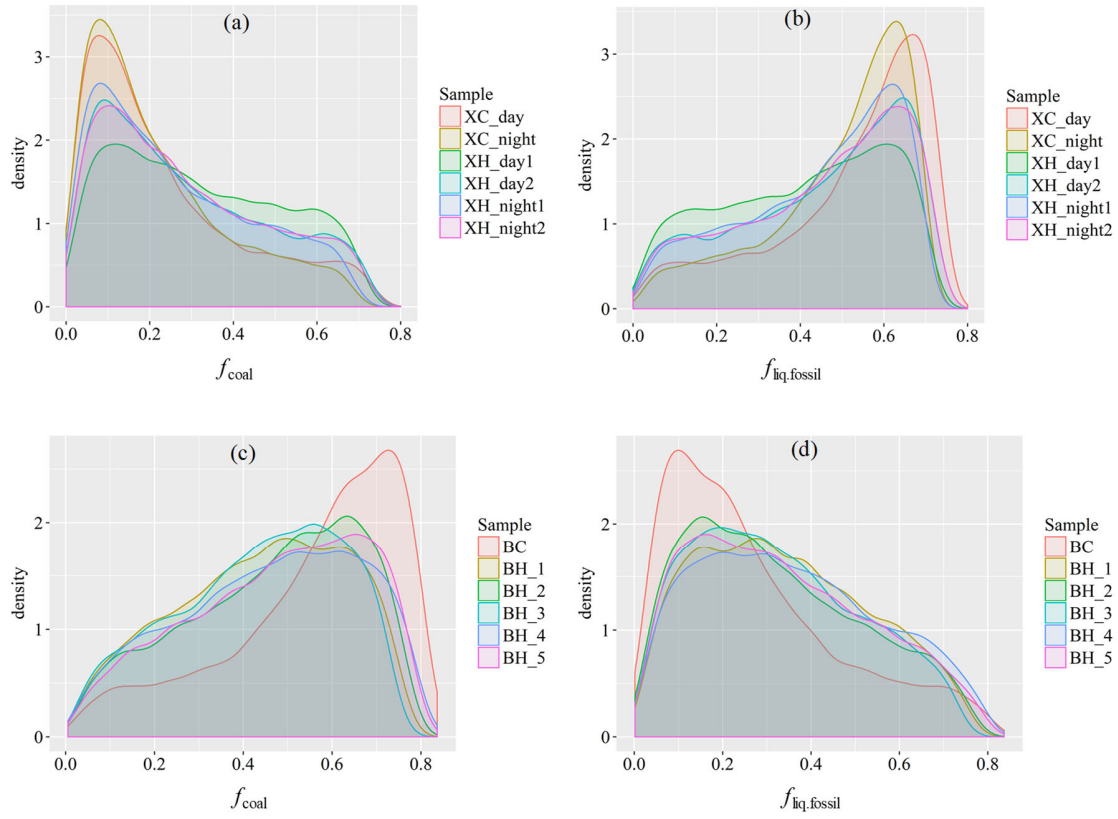 (a)
density
3
2
1
0
0.0 0.2 0.4 0.6 0.8
f coal
Sample
XC_day
XC_night
XH_day1
XH_day2
XH_night1
XH_night2
(b)
density
3
2
1
0
0.0 0.2 0.4 0.6 0.8
f liq.fossil
Sample
XC_day
XC_night
XH_day1
XH_day2
XH_night1
XH_night2
(c)
density
2
1
0
0.0 0.2 0.4 0.6 0.8
f coal
Sample
BC
BH_1
BH_2
BH_3
BH_4
BH_5
(d)
density
2
1
0
0.0 0.2 0.4 0.6 0.8
f liq.fossil
Sample
BC
BH_1
BH_2
BH_3
BH_4
BH_5